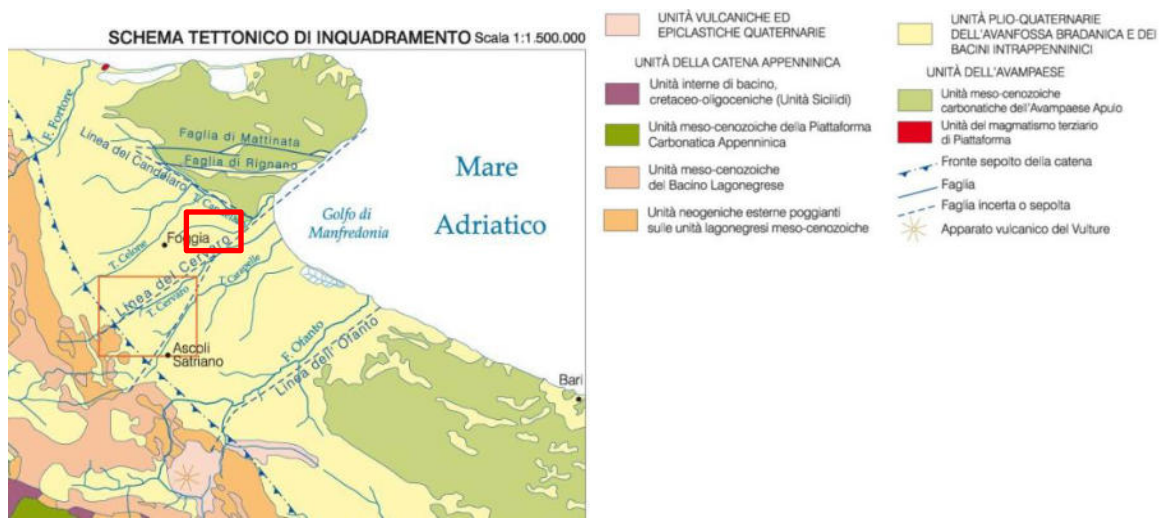 SCHEMA TETTONICO DI INQUADRAMENTO Scala 1:1.500.000
F. Fortore
Linea del Candelaro
Faglia di Mattinata
Faglia di Rignano
Mare
Adriatico
Golfo di
Manfredonia
Foggia
T. Celone
Linea del Cervaro
T. Cervaro
T. Carapelle
Ascoli
Satriano
F. Ofanto
Linea dell'Ofanto
Bari
UNITÀ VULCANICHE ED
EPICLASTICHE QUATERNARIE
UNITÀ DELLA CATENA APPENNINICA
Unità interne di bacino,
cretaceo-oligoceniche (Unità Sicilidi)
Unità meso-cenozoiche della Piattaforma
Carbonatica Appenninica
Unità meso-cenozoiche
del Bacino Lagonegrese
Unità neogeniche esterne poggianti
sulle unità lagonegresi meso-cenozoiche
UNITÀ PLIO-QUATERNARIE
DELL'AVANFOSSA BRADANICA E DEI
BACINI INTRAPPENNINICI
UNITÀ DELL'AVAMPAESE
Unità meso-cenozoiche
carbonatiche dell'Avampaese Apulo
Unità del magmatismo terziario
di Piattaforma
Fronte sepolto della catena
Faglia
Faglia incerta o sepolta
Apparato vulcanico del Vulture